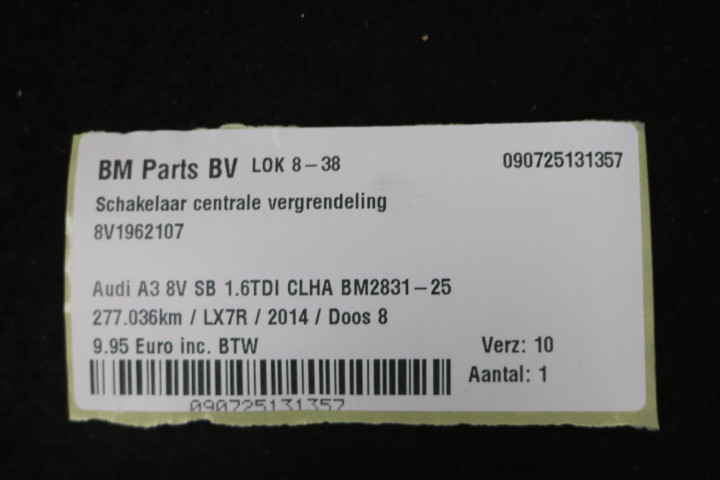 BM Parts BV LOK 8-38 090725131357
Schakelaar centrale vergrendeling
8V1962107
Audi A3 8V SB 1.6TDI CLHA BM2831-25
277.036km / LX7R / 2014 / Doos 8
9.95 Euro inc. BTW Verz: 10
Aantal: 1
090725131357